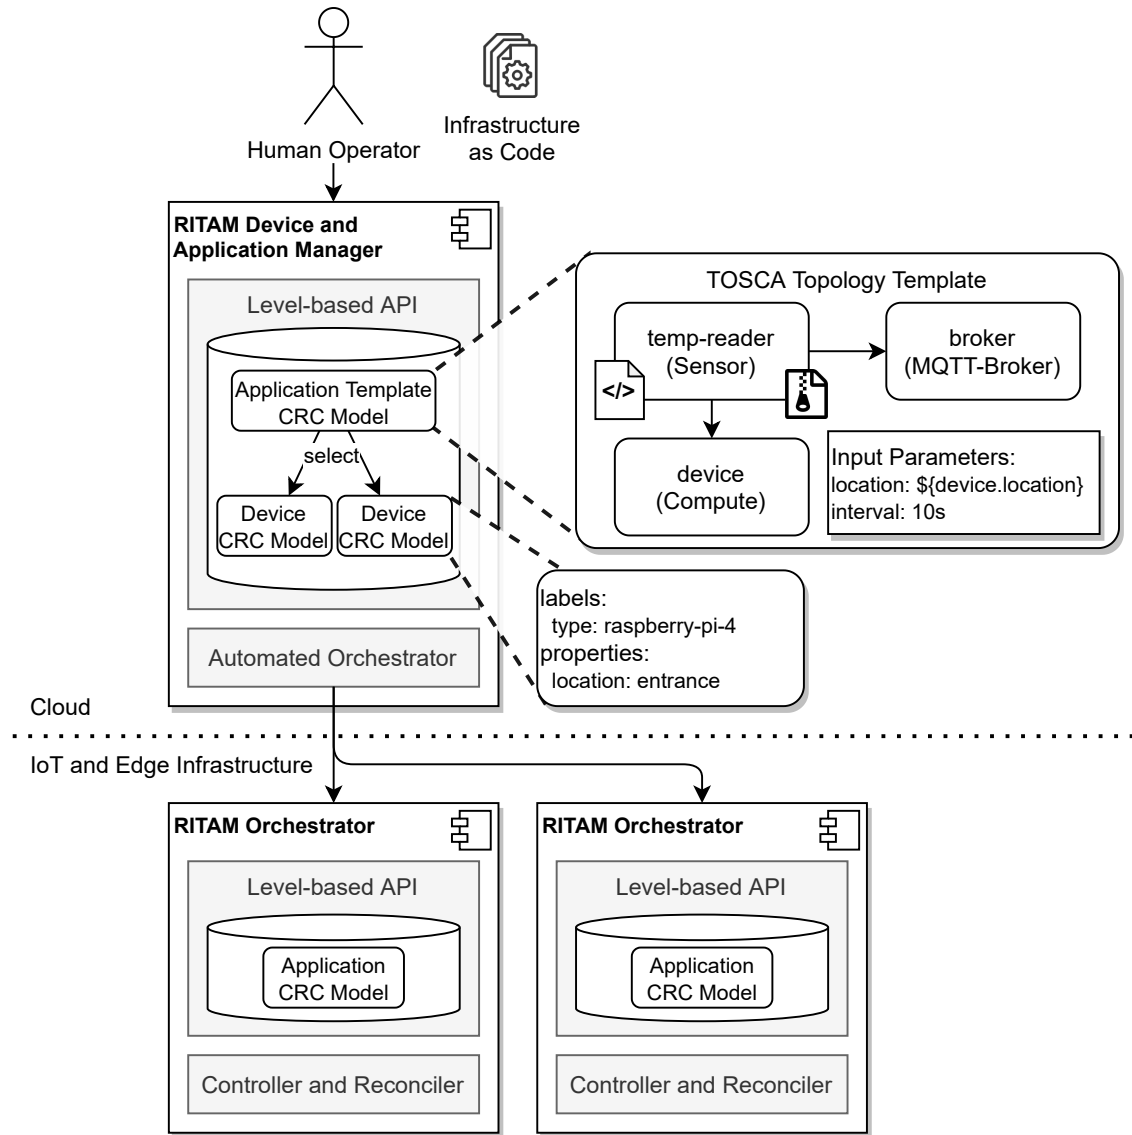 Human Operator
Infrastructure
as Code
RITAM Device and
Application Manager
Level-based API
Application Template
CRC Model
select
Device
CRC Model
Device
CRC Model
Automated Orchestrator
TOSCA Topology Template
temp-reader
(Sensor)
</>
broker
(MQTT-Broker)
device
(Compute)
Input Parameters:
location: ${device.location}
interval: 10s
labels:
type: raspberry-pi-4
properties:
location: entrance
Cloud
IoT and Edge Infrastructure
RITAM Orchestrator
Level-based API
Application
CRC Model
Controller and Reconciler
RITAM Orchestrator
Level-based API
Application
CRC Model
Controller and Reconciler